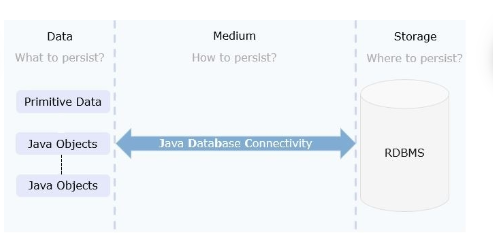 Data
Medium
Storage
What to persist?
How to persist?
Where to persist?
Primitive Data
Java Objects
Java Database Connectivity
RDBMS
Java Objects